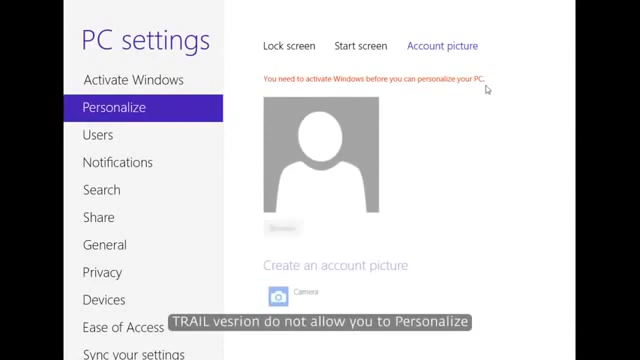 PC settings
Activate Windows
Personalize
Users
Notifications
Search
Share
General
Privacy
Devices
Ease of Access
Sync your settings
Lock screen Start screen Account picture
You need to activate Windows before you can personalize your PC.
Browse
Create an account picture
Camera
TRAIL vesrion do not allow you to Personalize